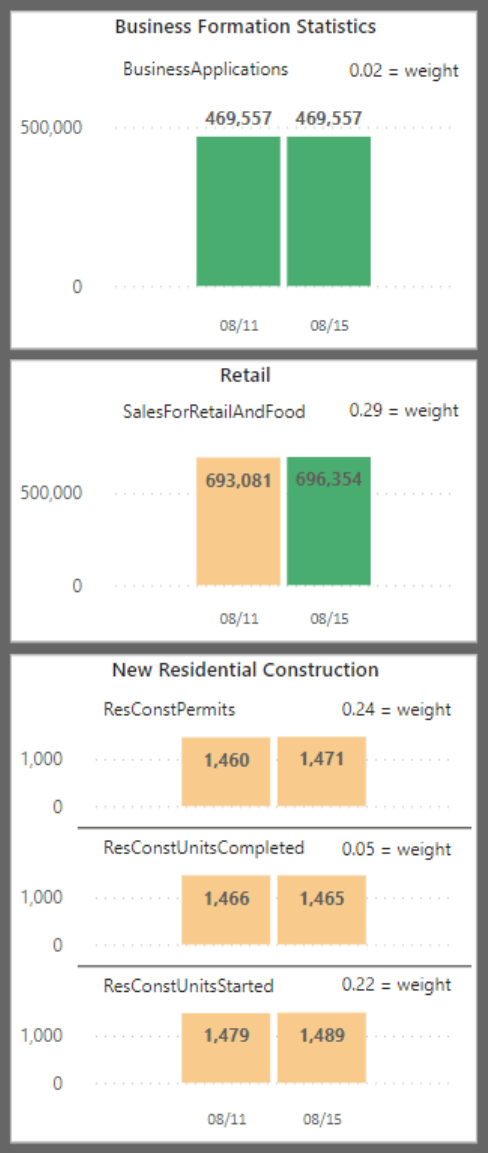 Business Formation Statistics
BusinessApplications 0.02 = weight
469,557 469,557
500,000
0
08/11 08/15
Retail
SalesForRetailAndFood 0.29 = weight
693,081 696,354
500,000
0
08/11 08/15
New Residential Construction
ResConstPermits 0.24 = weight
1,000 1,460 1,471
0
ResConstUnitsCompleted 0.05 = weight
1,000 1,466 1,465
0
ResConstUnitsStarted 0.22 = weight
1,000 1,479 1,489
0
08/11 08/15